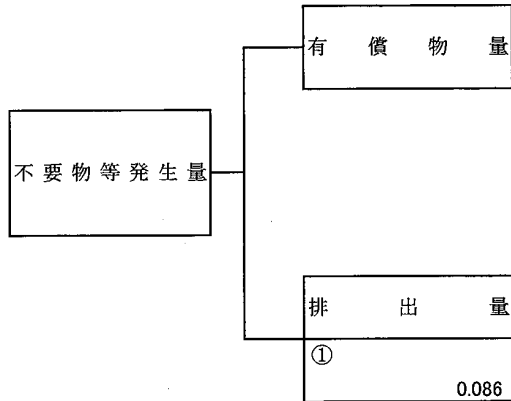 有償物量
不要物等発生量
排出量
①
0.086